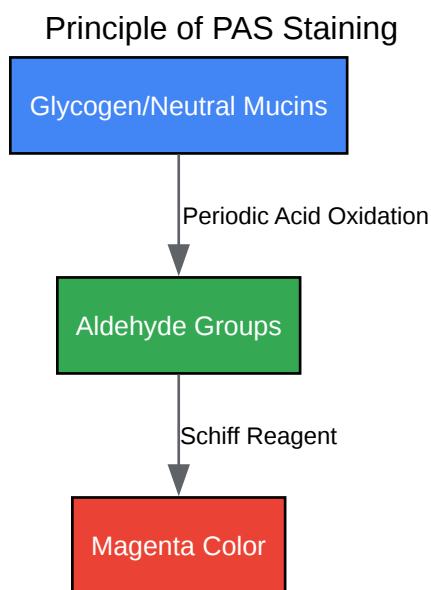 Principle of PAS Staining
Glycogen/Neutral Mucins
Periodic Acid Oxidation
Aldehyde Groups
Schiff Reagent
Magenta Color